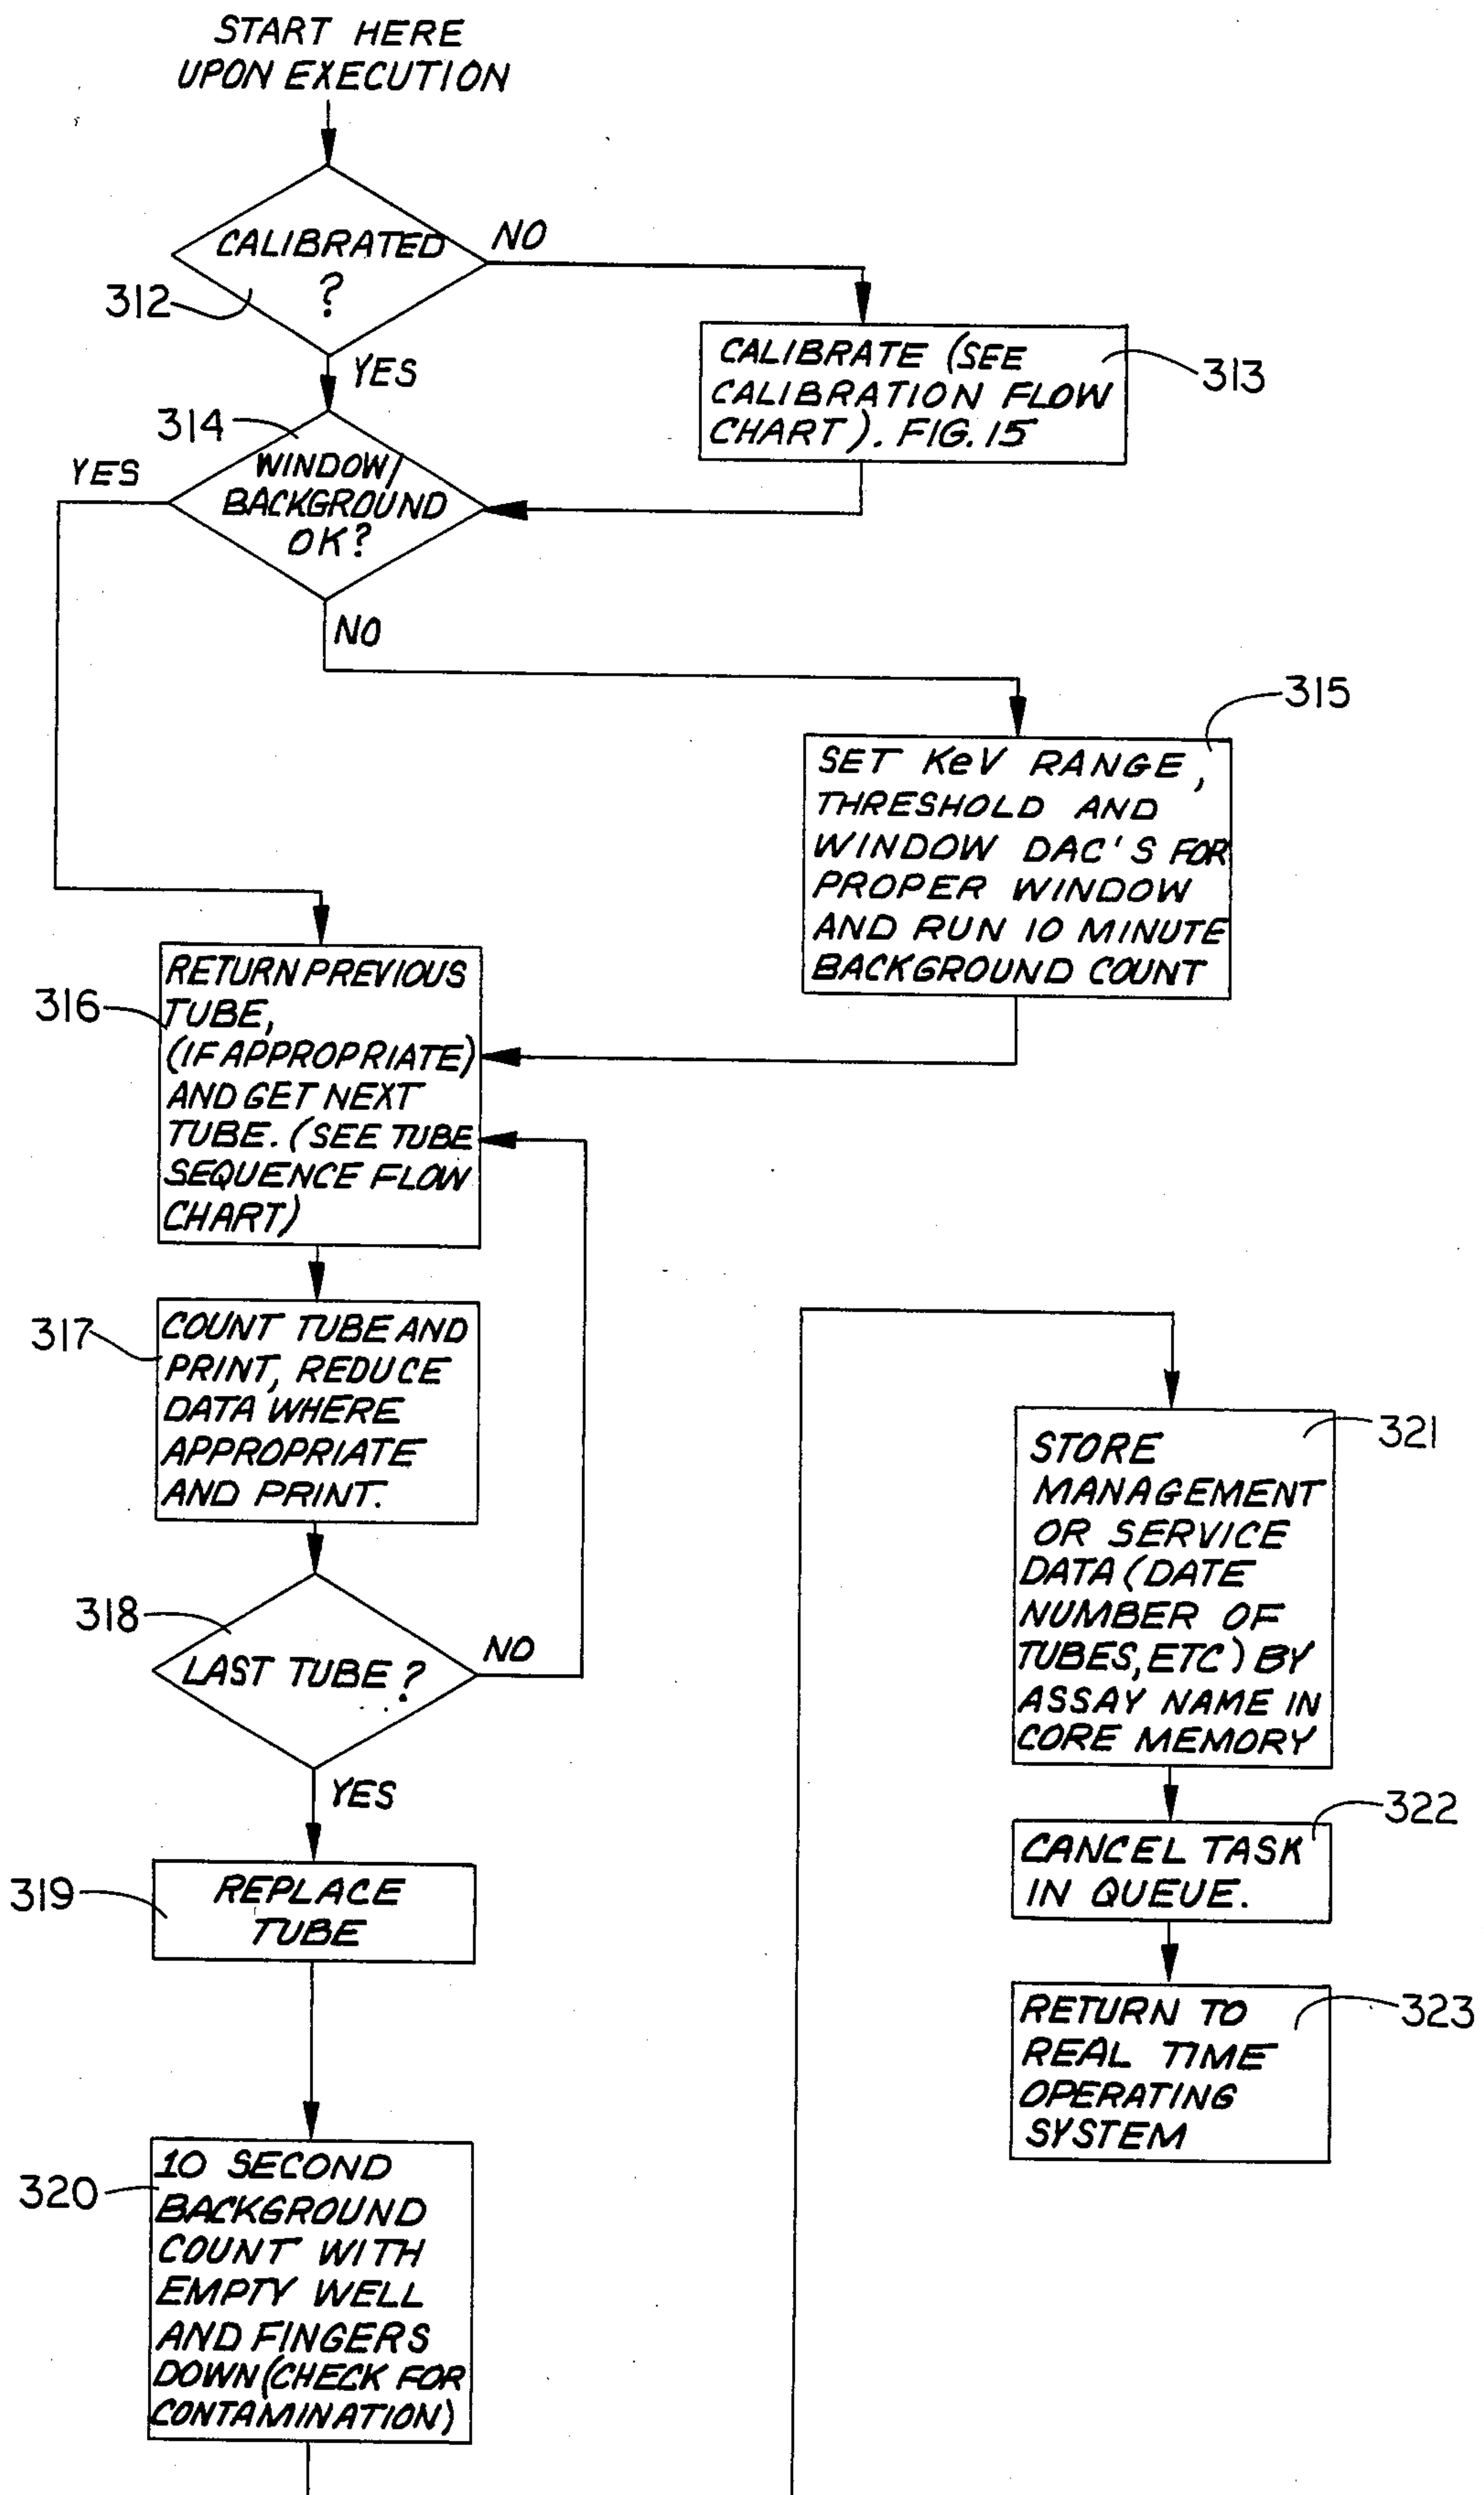 START HERE
UPON EXECUTION
CALIBRATED
?
312
NO
YES
CALIBRATE (SEE
CALIBRATION FLOW
CHART). FIG. 15
313
314
WINDOW/
BACKGROUND
OK?
YES
NO
315
SET KeV RANGE,
THRESHOLD AND
WINDOW DAC'S FOR
PROPER WINDOW
AND RUN 10 MINUTE
BACKGROUND COUNT
316
RETURN PREVIOUS
TUBE,
(IF APPROPRIATE)
AND GET NEXT
TUBE. (SEE TUBE
SEQUENCE FLOW
CHART)
317
COUNT TUBE AND
PRINT, REDUCE
DATA WHERE
APPROPRIATE
AND PRINT.
318
LAST TUBE?
NO
YES
319
REPLACE
TUBE
320
10 SECOND
BACKGROUND
COUNT WITH
EMPTY WELL
AND FINGERS
DOWN (CHECK FOR
CONTAMINATION)
321
STORE
MANAGEMENT
OR SERVICE
DATA (DATE
NUMBER OF
TUBES, ETC) BY
ASSAY NAME IN
CORE MEMORY
322
CANCEL TASK
IN QUEUE.
323
RETURN TO
REAL TIME
OPERATING
SYSTEM